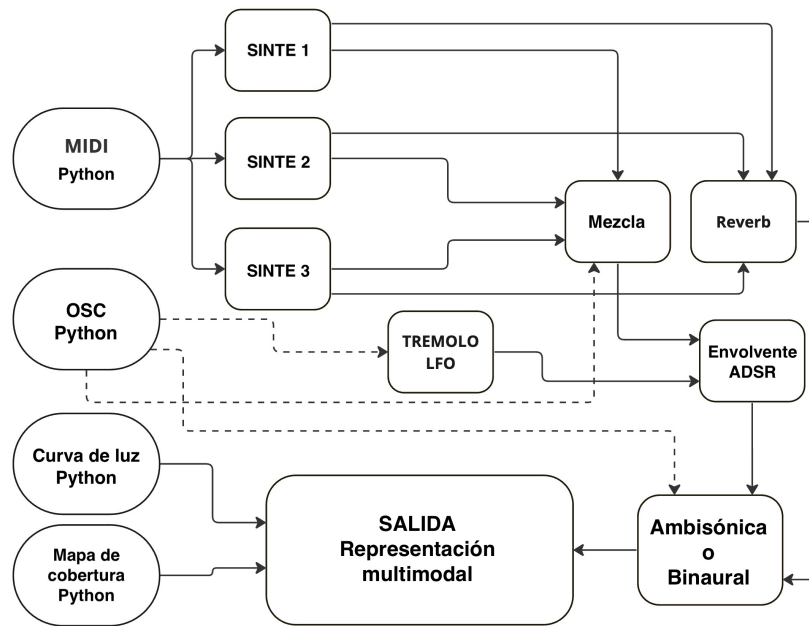 SINTE 1
MIDI
Python
SINTE 2
Mezcla
Reverb
SINTE 3
OSC
Python
TREMOLO
LFO
Envolvente
ADSR
Curva de luz
Python
SALIDA
Representación
multimodal
Ambisónica
o
Binaural
Mapa de
cobertura
Python